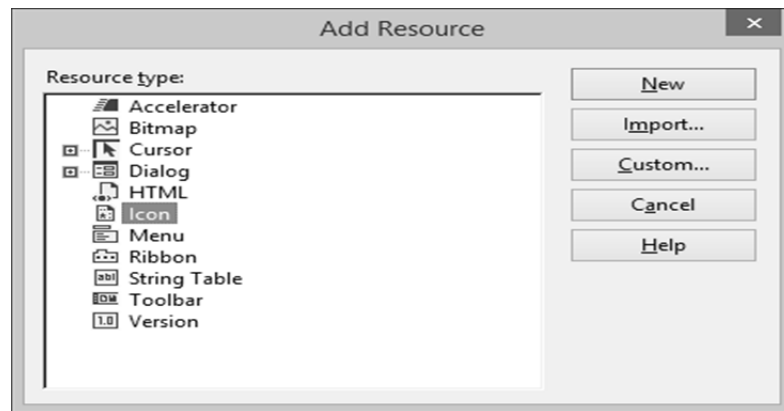 Add Resource
Resource type:
Accelerator
Bitmap
Cursor
Dialog
HTML
Icon
Menu
Ribbon
String Table
Toolbar
Version
New
Import...
Custom...
Cancel
Help